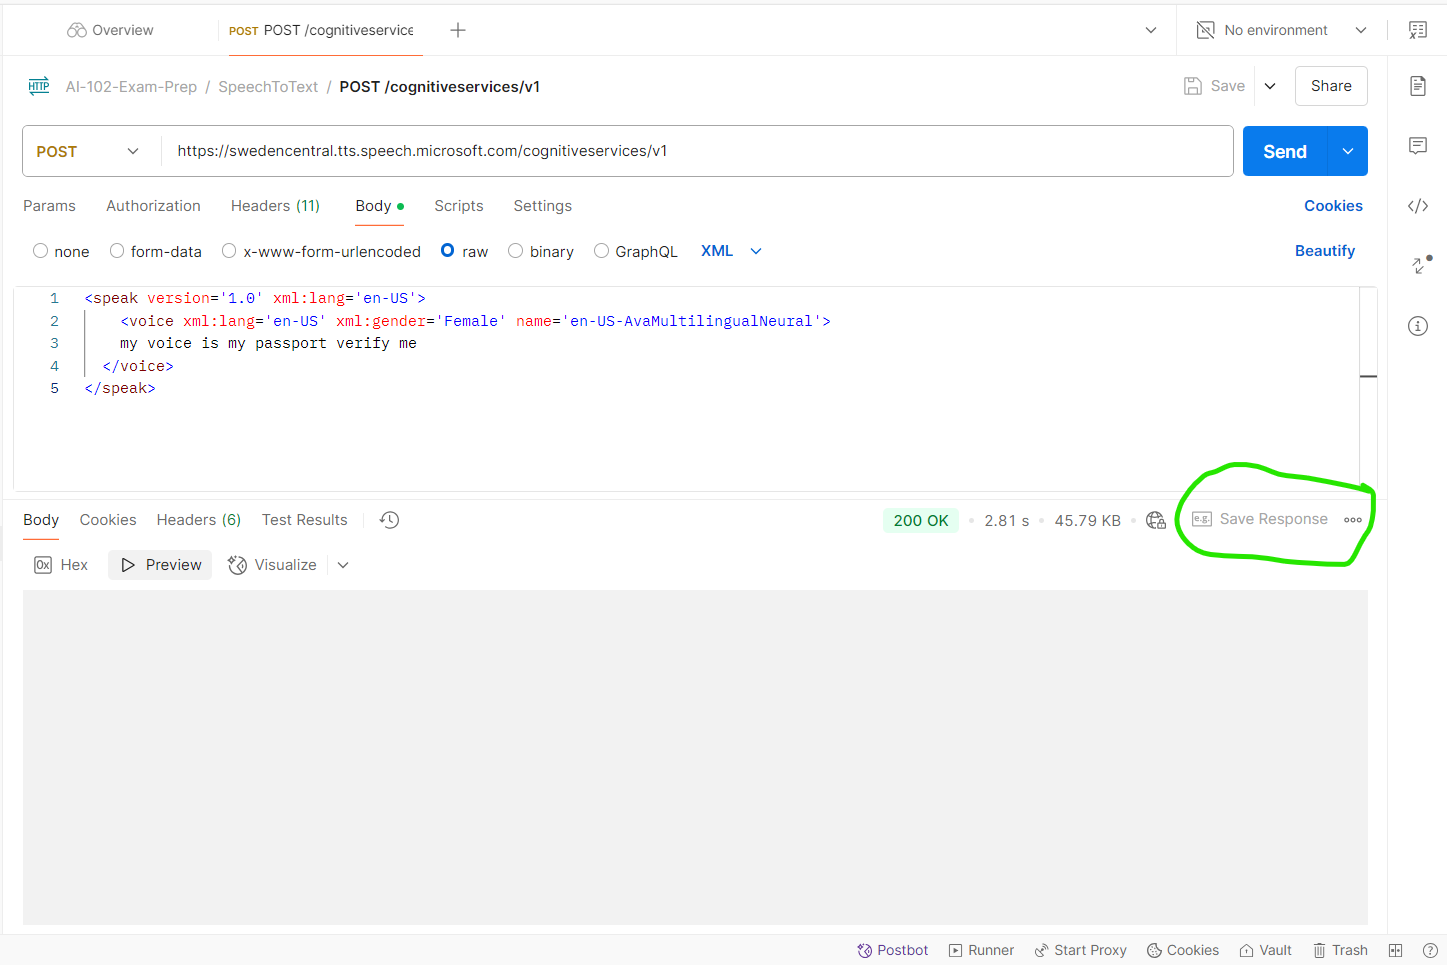 Overview
POST POST /cognitiveservice
No environment
HTTP AI-102-Exam-Prep / SpeechToText / POST /cognitiveservices/v1
Save
Share
POST
https://swedencentral.tts.speech.microsoft.com/cognitiveservices/v1
Send
Params Authorization Headers (11) Body Scripts Settings
Cookies
none form-data x-www-form-urlencoded raw binary GraphQL XML
Beautify
1 <speak version='1.0' xml:lang='en-US'>
2 <voice xml:lang='en-US' xml:gender='Female' name='en-US-AvaMultilingualNeural'>
3 my voice is my passport verify me
4 </voice>
5 </speak>
Body Cookies Headers (6) Test Results
200 OK • 2.81 s • 45.79 KB •
e.g. Save Response
0x Hex Preview Visualize
Postbot Runner Start Proxy Cookies Vault Trash